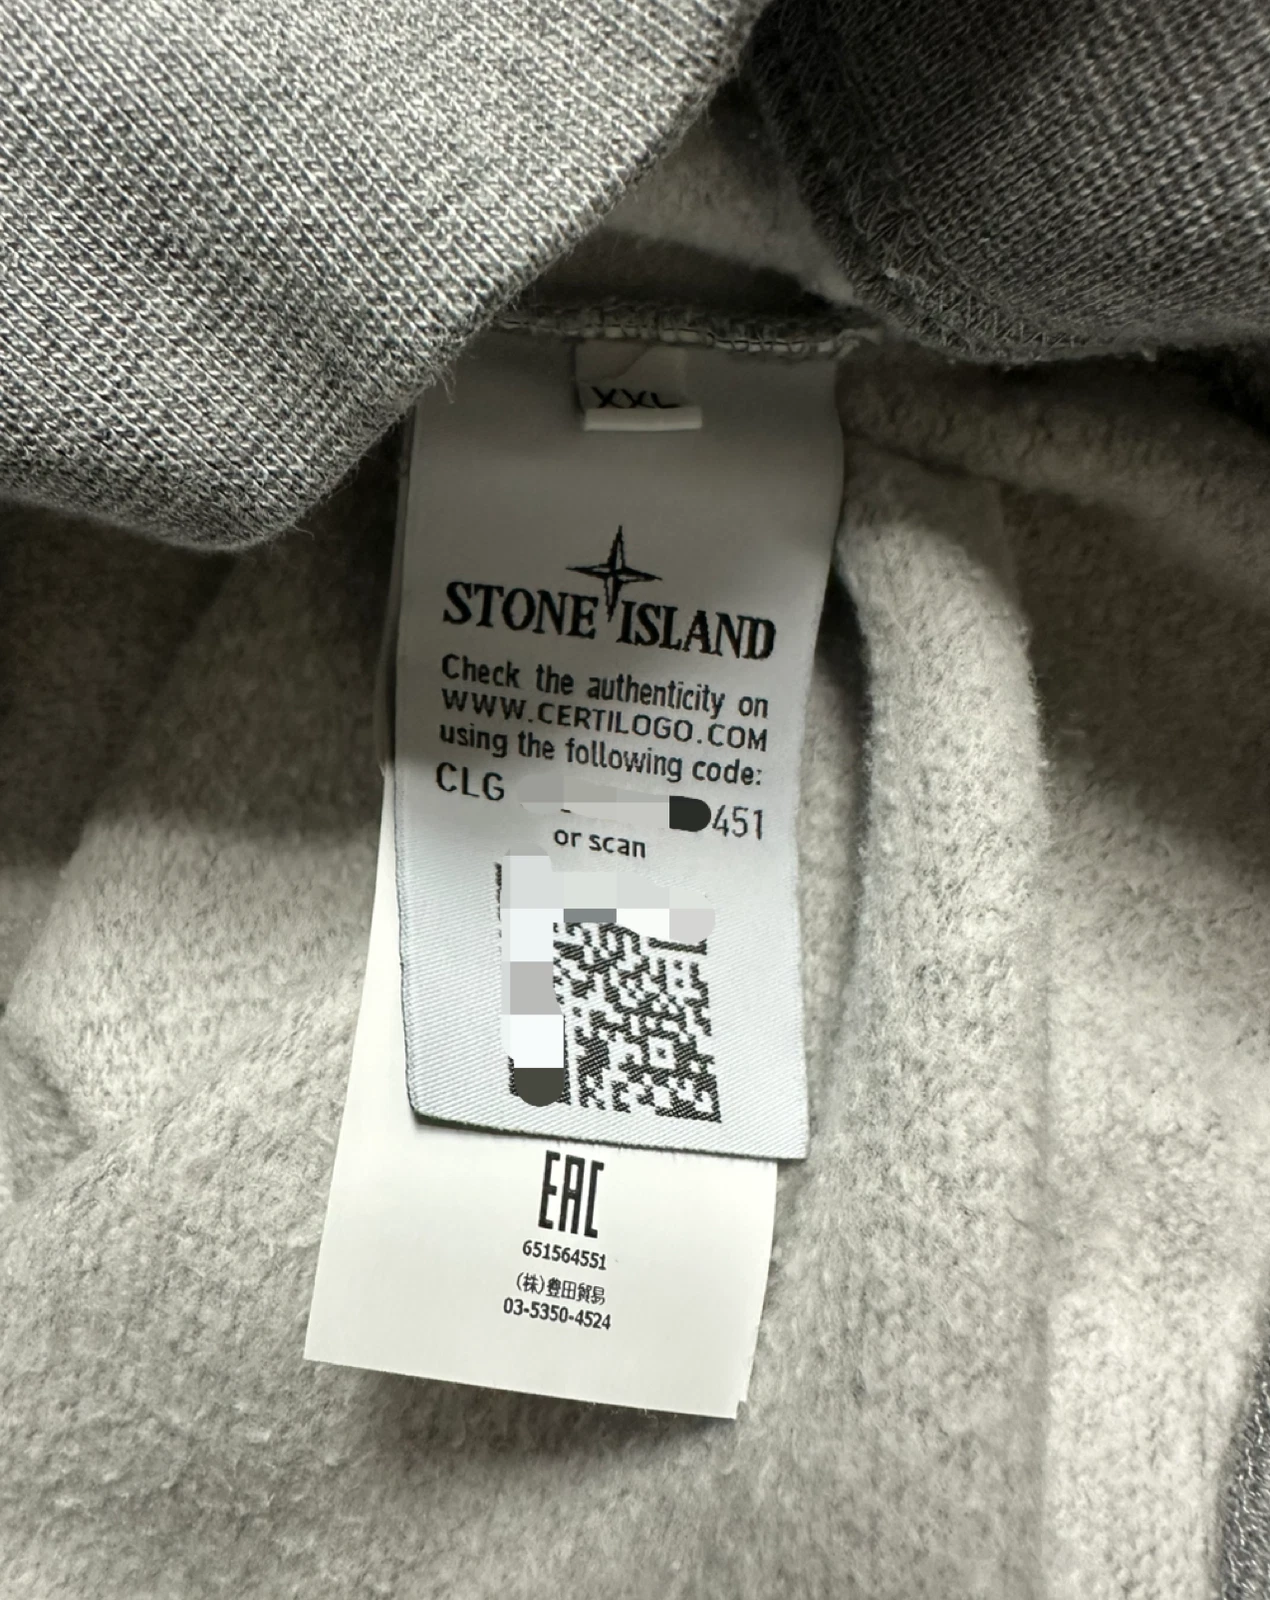 XXL
STONE ISLAND
Check the authenticity on
WWW.CERTILOGO.COM
using the following code:
CLG 451
or scan
EAC
651564551
(株)豊田貿易
03-5350-4524